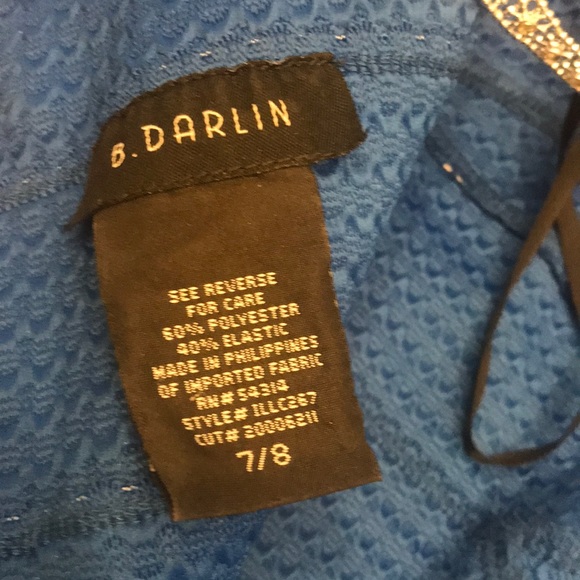 B. DARLIN
SEE REVERSE
FOR CARE
60% POLYESTER
40% ELASTIC
MADE IN PHILIPPINES
OF IMPORTED FABRIC
RN# 54314
STYLE# ILLC267
CUT# 20006211
7/8